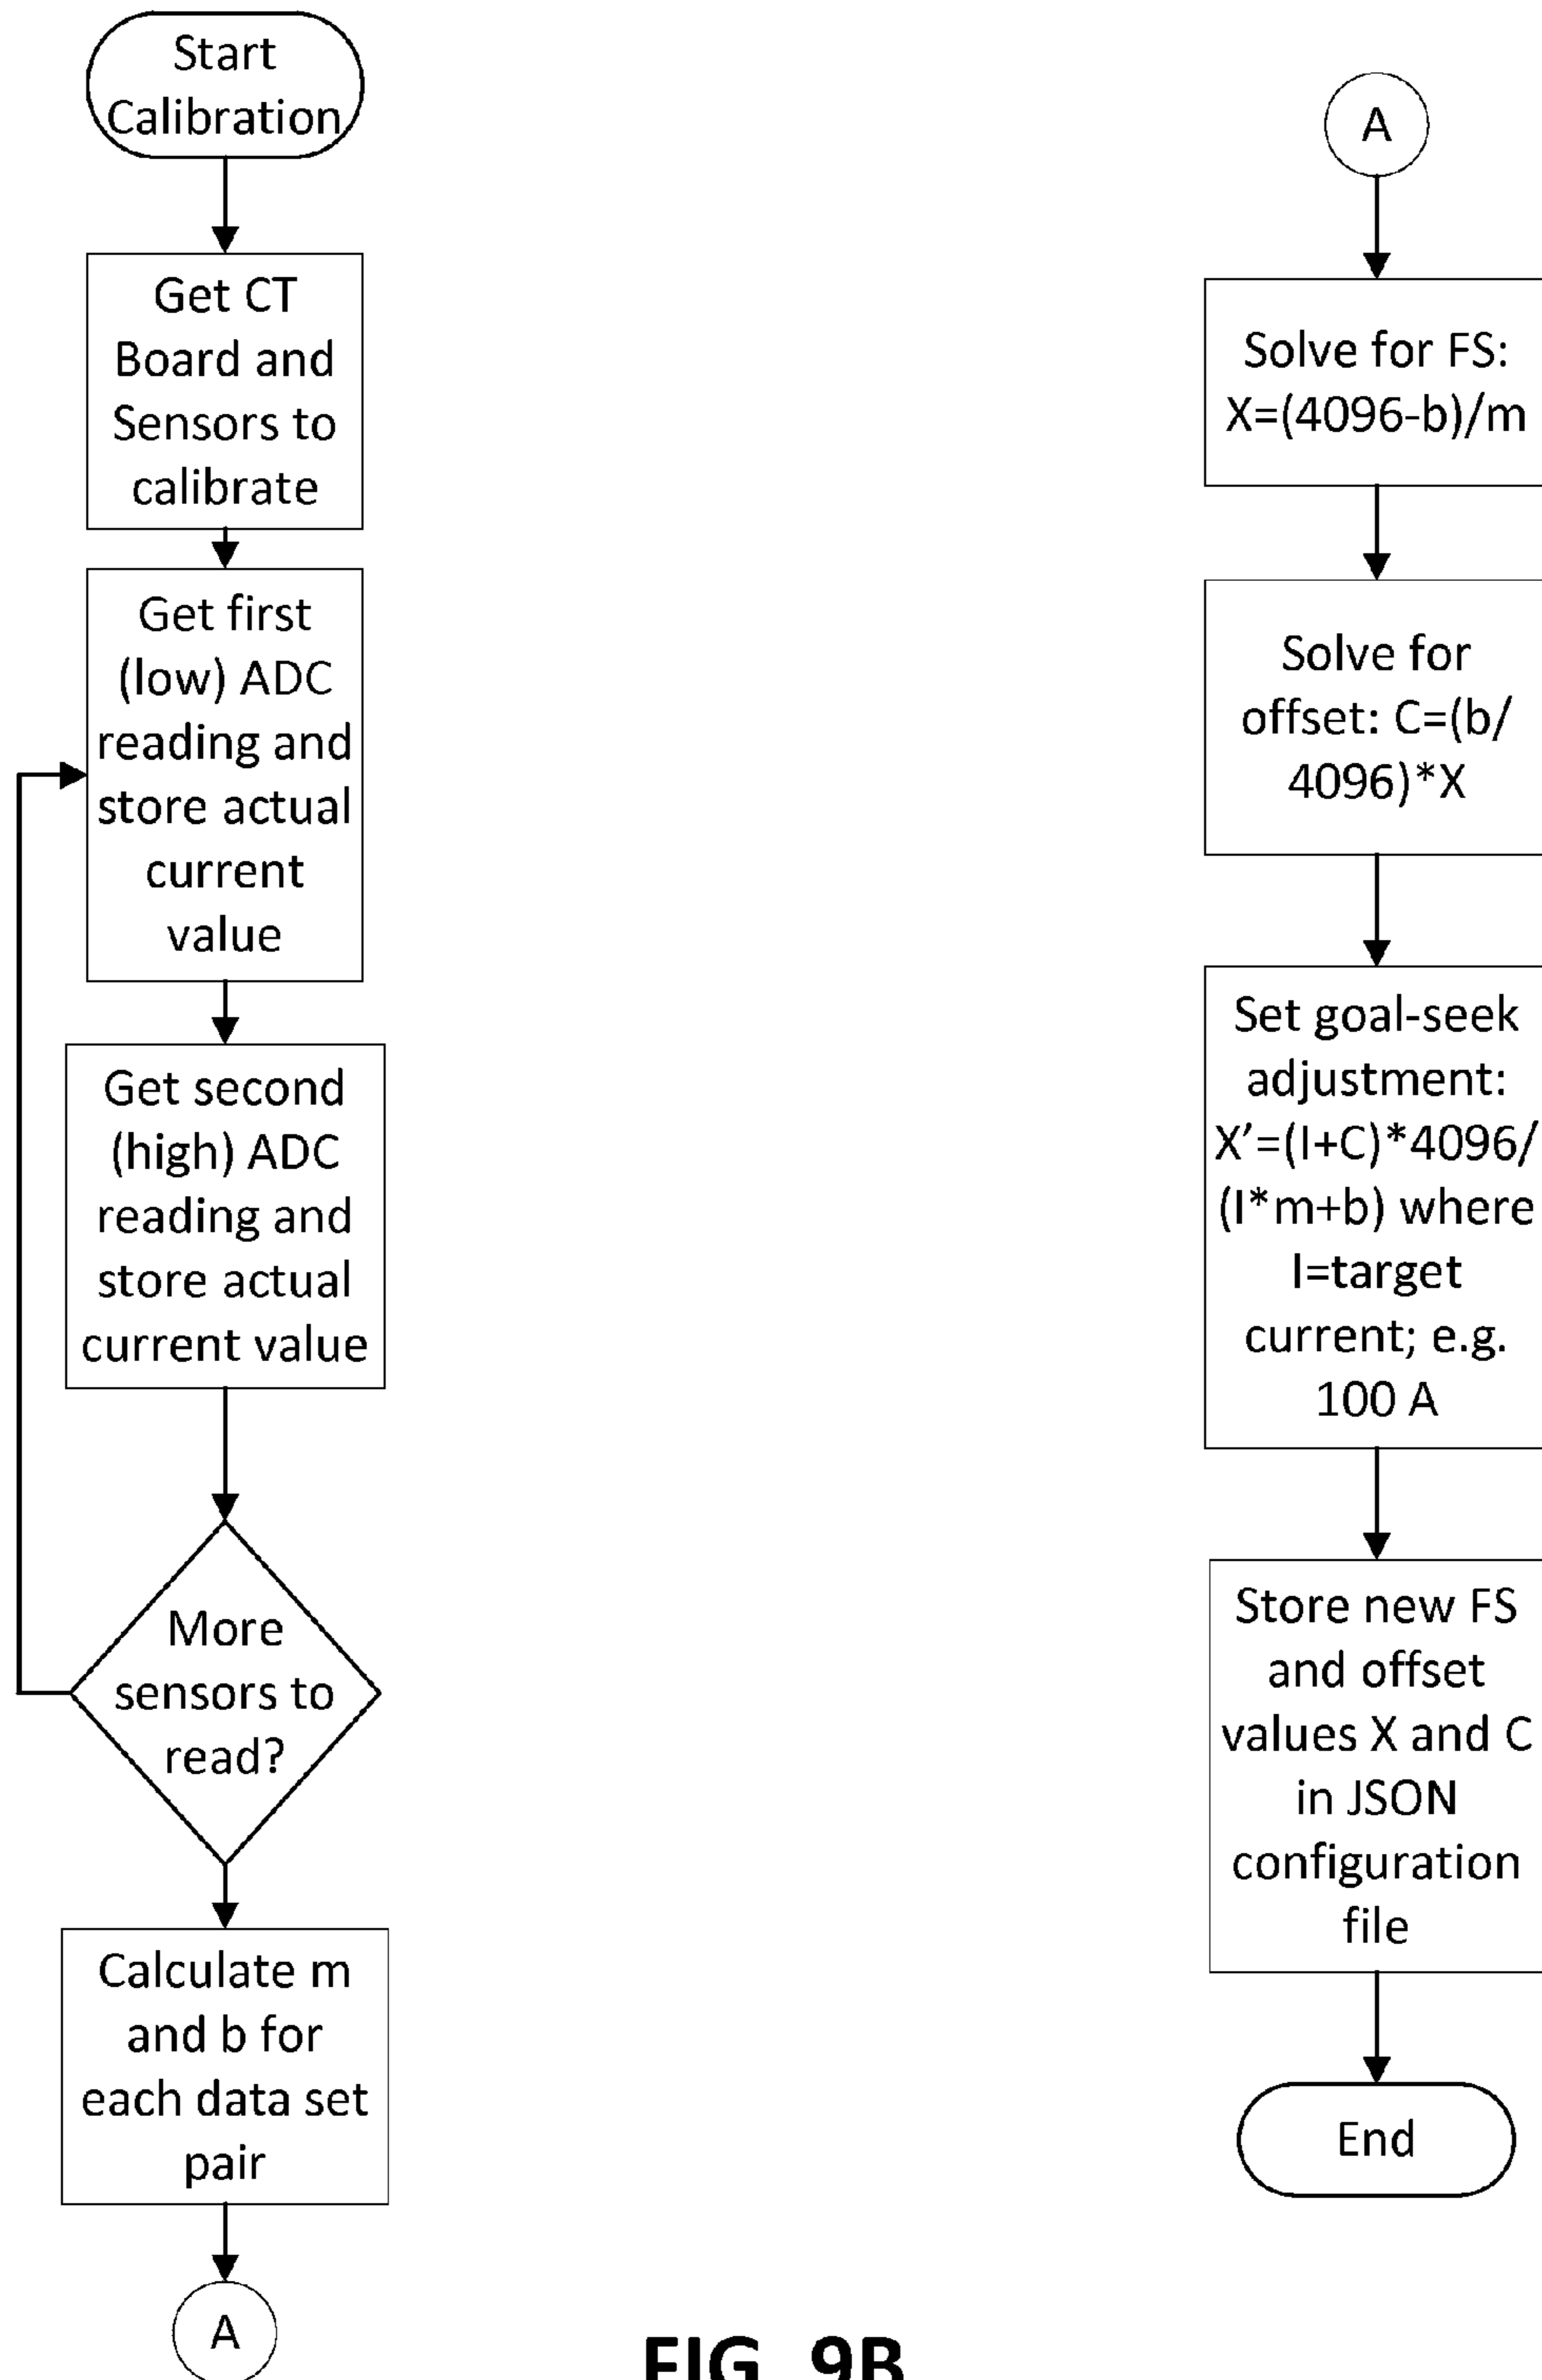 Start
Calibration
Get CT
Board and
Sensors to
calibrate
Get first
(low) ADC
reading and
store actual
current
value
Get second
(high) ADC
reading and
store actual
current value
More
sensors to
read?
Calculate m
and b for
each data set
pair
A
A
Solve for FS:
X=(4096-b)/m
Solve for
offset: C=(b/
4096)*X
Set goal-seek
adjustment:
X’=(I+C)*4096/
(I*m+b) where
I=target
current; e.g.
100 A
Store new FS
and offset
values X and C
in JSON
configuration
file
End
FIG. 9B